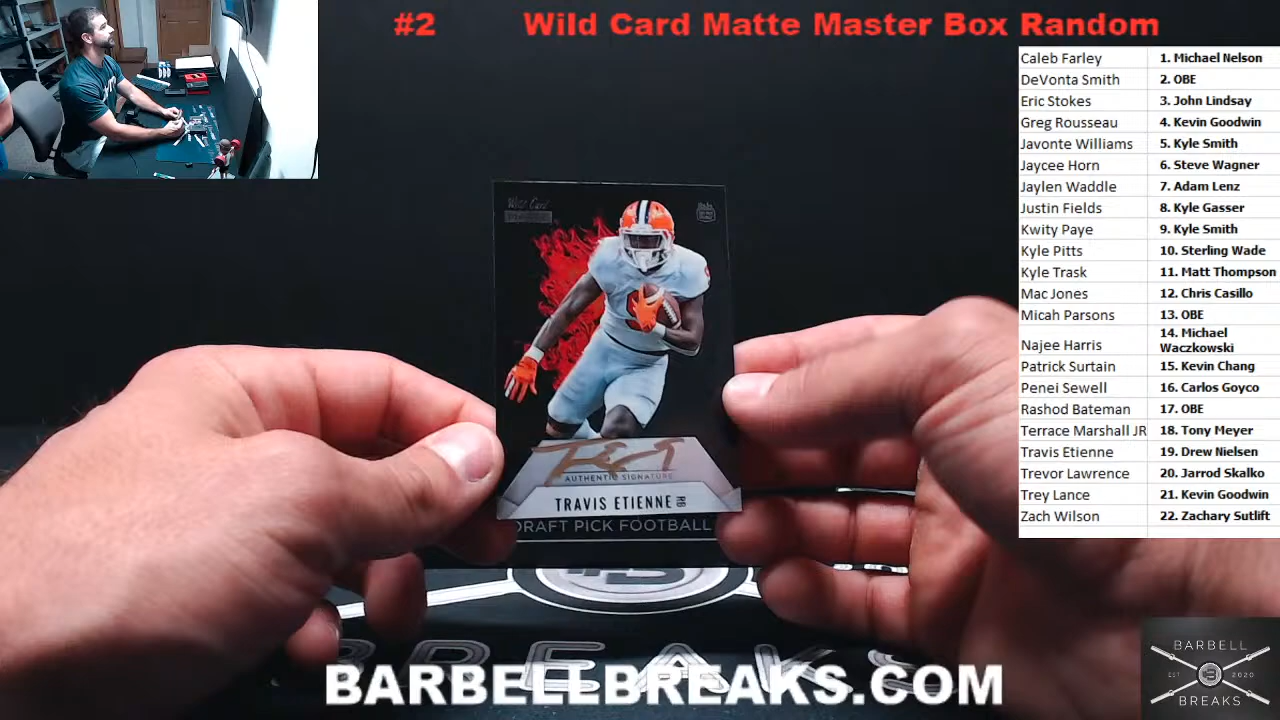 #2 Wild Card Matte Master Box Random
Caleb Farley 1. Michael Nelson
DeVonta Smith 2. OBE
Eric Stokes 3. John Lindsay
Greg Rousseau 4. Kevin Goodwin
Javonte Williams 5. Kyle Smith
Jaycee Horn 6. Steve Wagner
Jaylen Waddle 7. Adam Lenz
Justin Fields 8. Kyle Gasser
Kwity Paye 9. Kyle Smith
Kyle Pitts 10. Sterling Wade
Kyle Trask 11. Matt Thompson
Mac Jones 12. Chris Casillo
Micah Parsons 13. OBE
Najee Harris 14. Michael
Waczkowski
Patrick Surtain 15. Kevin Chang
Penei Sewell 16. Carlos Goyco
Rashod Bateman 17. OBE
Terrace Marshall JR 18. Tony Meyer
Travis Etienne 19. Drew Nielsen
Trevor Lawrence 20. Jarrod Skalko
Trey Lance 21. Kevin Goodwin
Zach Wilson 22. Zachary Sutlift
Wild Card
AUTHENTIC SIGNATURE
TRAVIS ETIENNE RB
DRAFT PICK FOOTBALL
BREAKS
BARBELLBREAKS.COM
BARBELL
EST B 2020
BREAKS